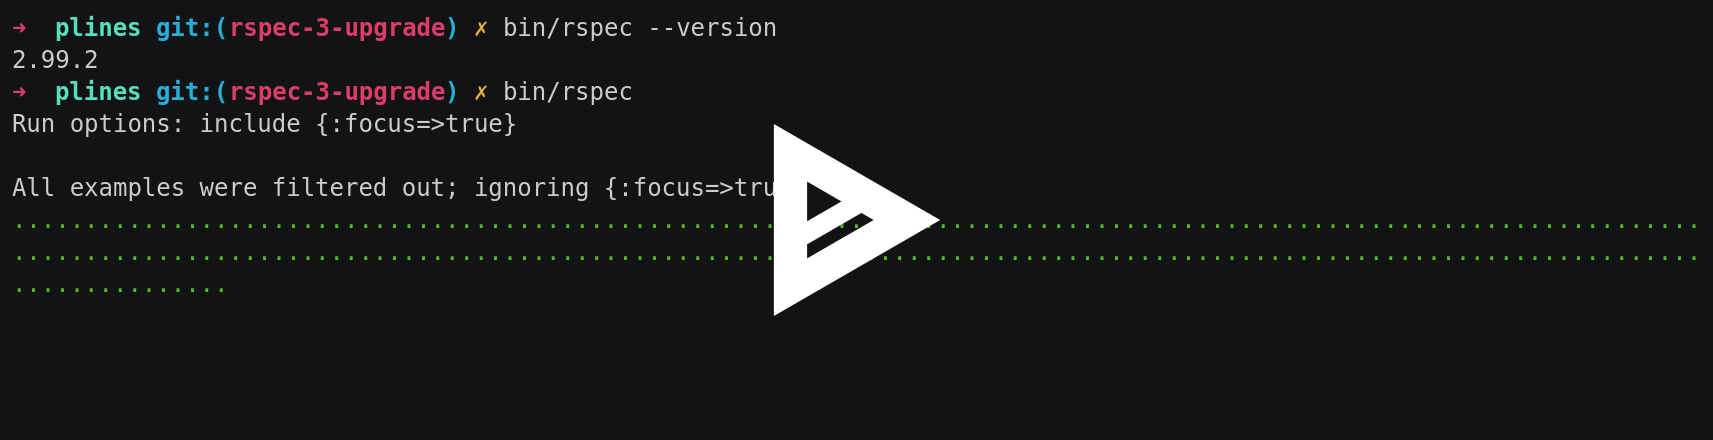 ➜  plines git:(rspec-3-upgrade) ✗ bin/rspec --version
2.99.2
➜  plines git:(rspec-3-upgrade) ✗ bin/rspec
Run options: include {:focus=>true}
All examples were filtered out; ignoring {:focus=>tru
.....................................................................................................................
.....................................................................................................................
...............